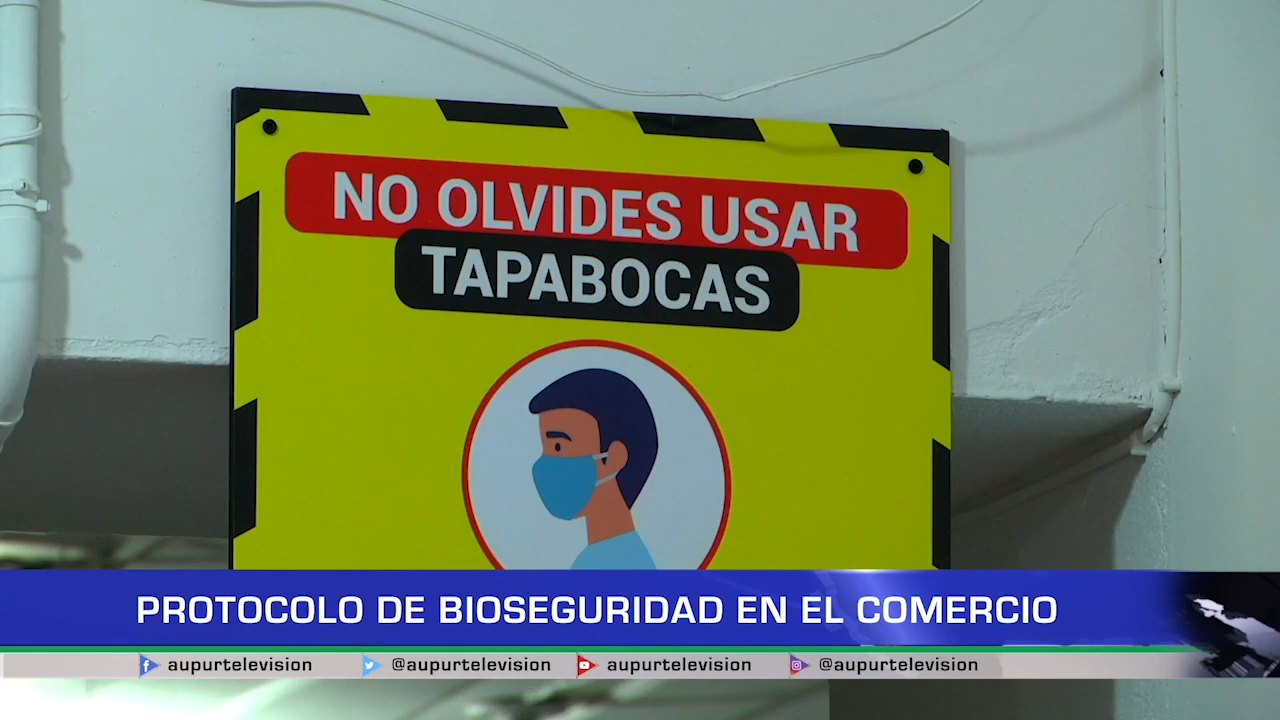 NO OLVIDES USAR
TAPABOCAS
PROTOCOLO DE BIOSEGURIDAD EN EL COMERCIO
aupurtelevision @aupurtelevision aupurtelevision @aupurtelevision